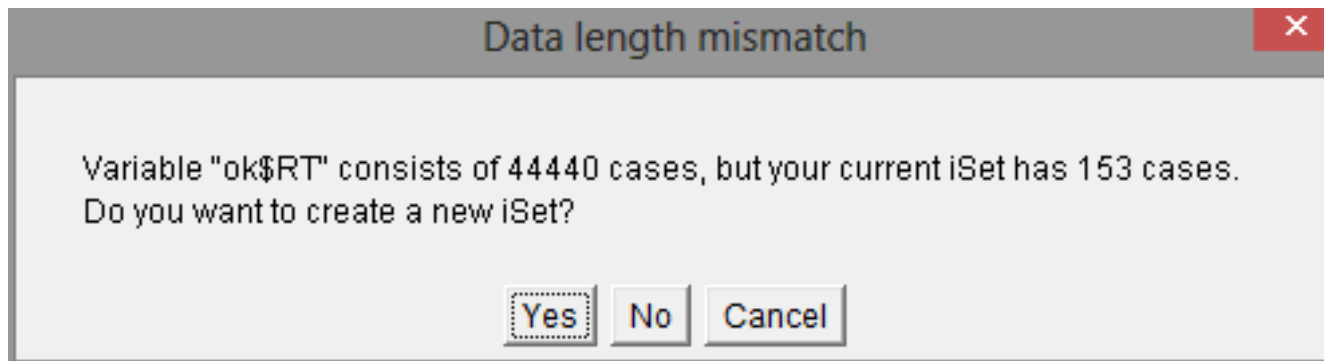 Data length mismatch
Variable "ok$RT" consists of 44440 cases, but your current iSet has 153 cases.
Do you want to create a new iSet?
Yes No Cancel